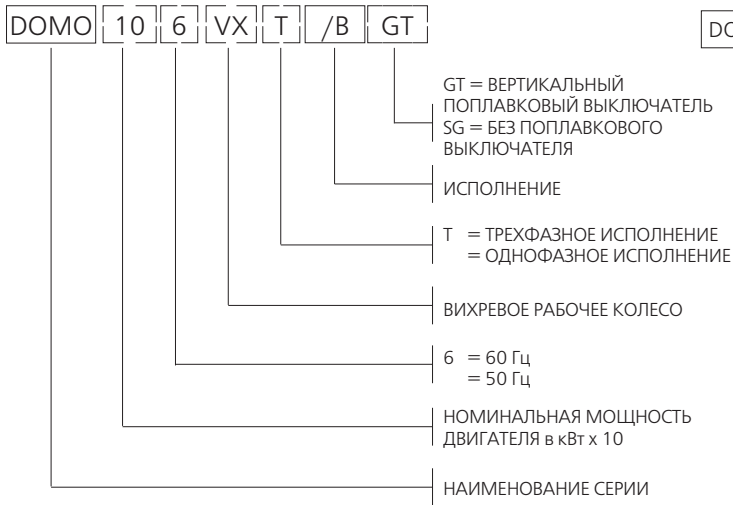 DOMO 10 6 VX T /B GT
DO
GT = ВЕРТИКАЛЬНЫЙ
ПОПЛАВКОВЫЙ ВЫКЛЮЧАТЕЛЬ
SG = БЕЗ ПОПЛАВКОВОГО
ВЫКЛЮЧАТЕЛЯ
ИСПОЛНЕНИЕ
T = ТРЕХФАЗНОЕ ИСПОЛНЕНИЕ
= ОДНОФАЗНОЕ ИСПОЛНЕНИЕ
ВИХРЕВОЕ РАБОЧЕЕ КОЛЕСО
6 = 60 Гц
= 50 Гц
НОМИНАЛЬНАЯ МОЩНОСТЬ
ДВИГАТЕЛЯ в кВт x 10
НАИМЕНОВАНИЕ СЕРИИ